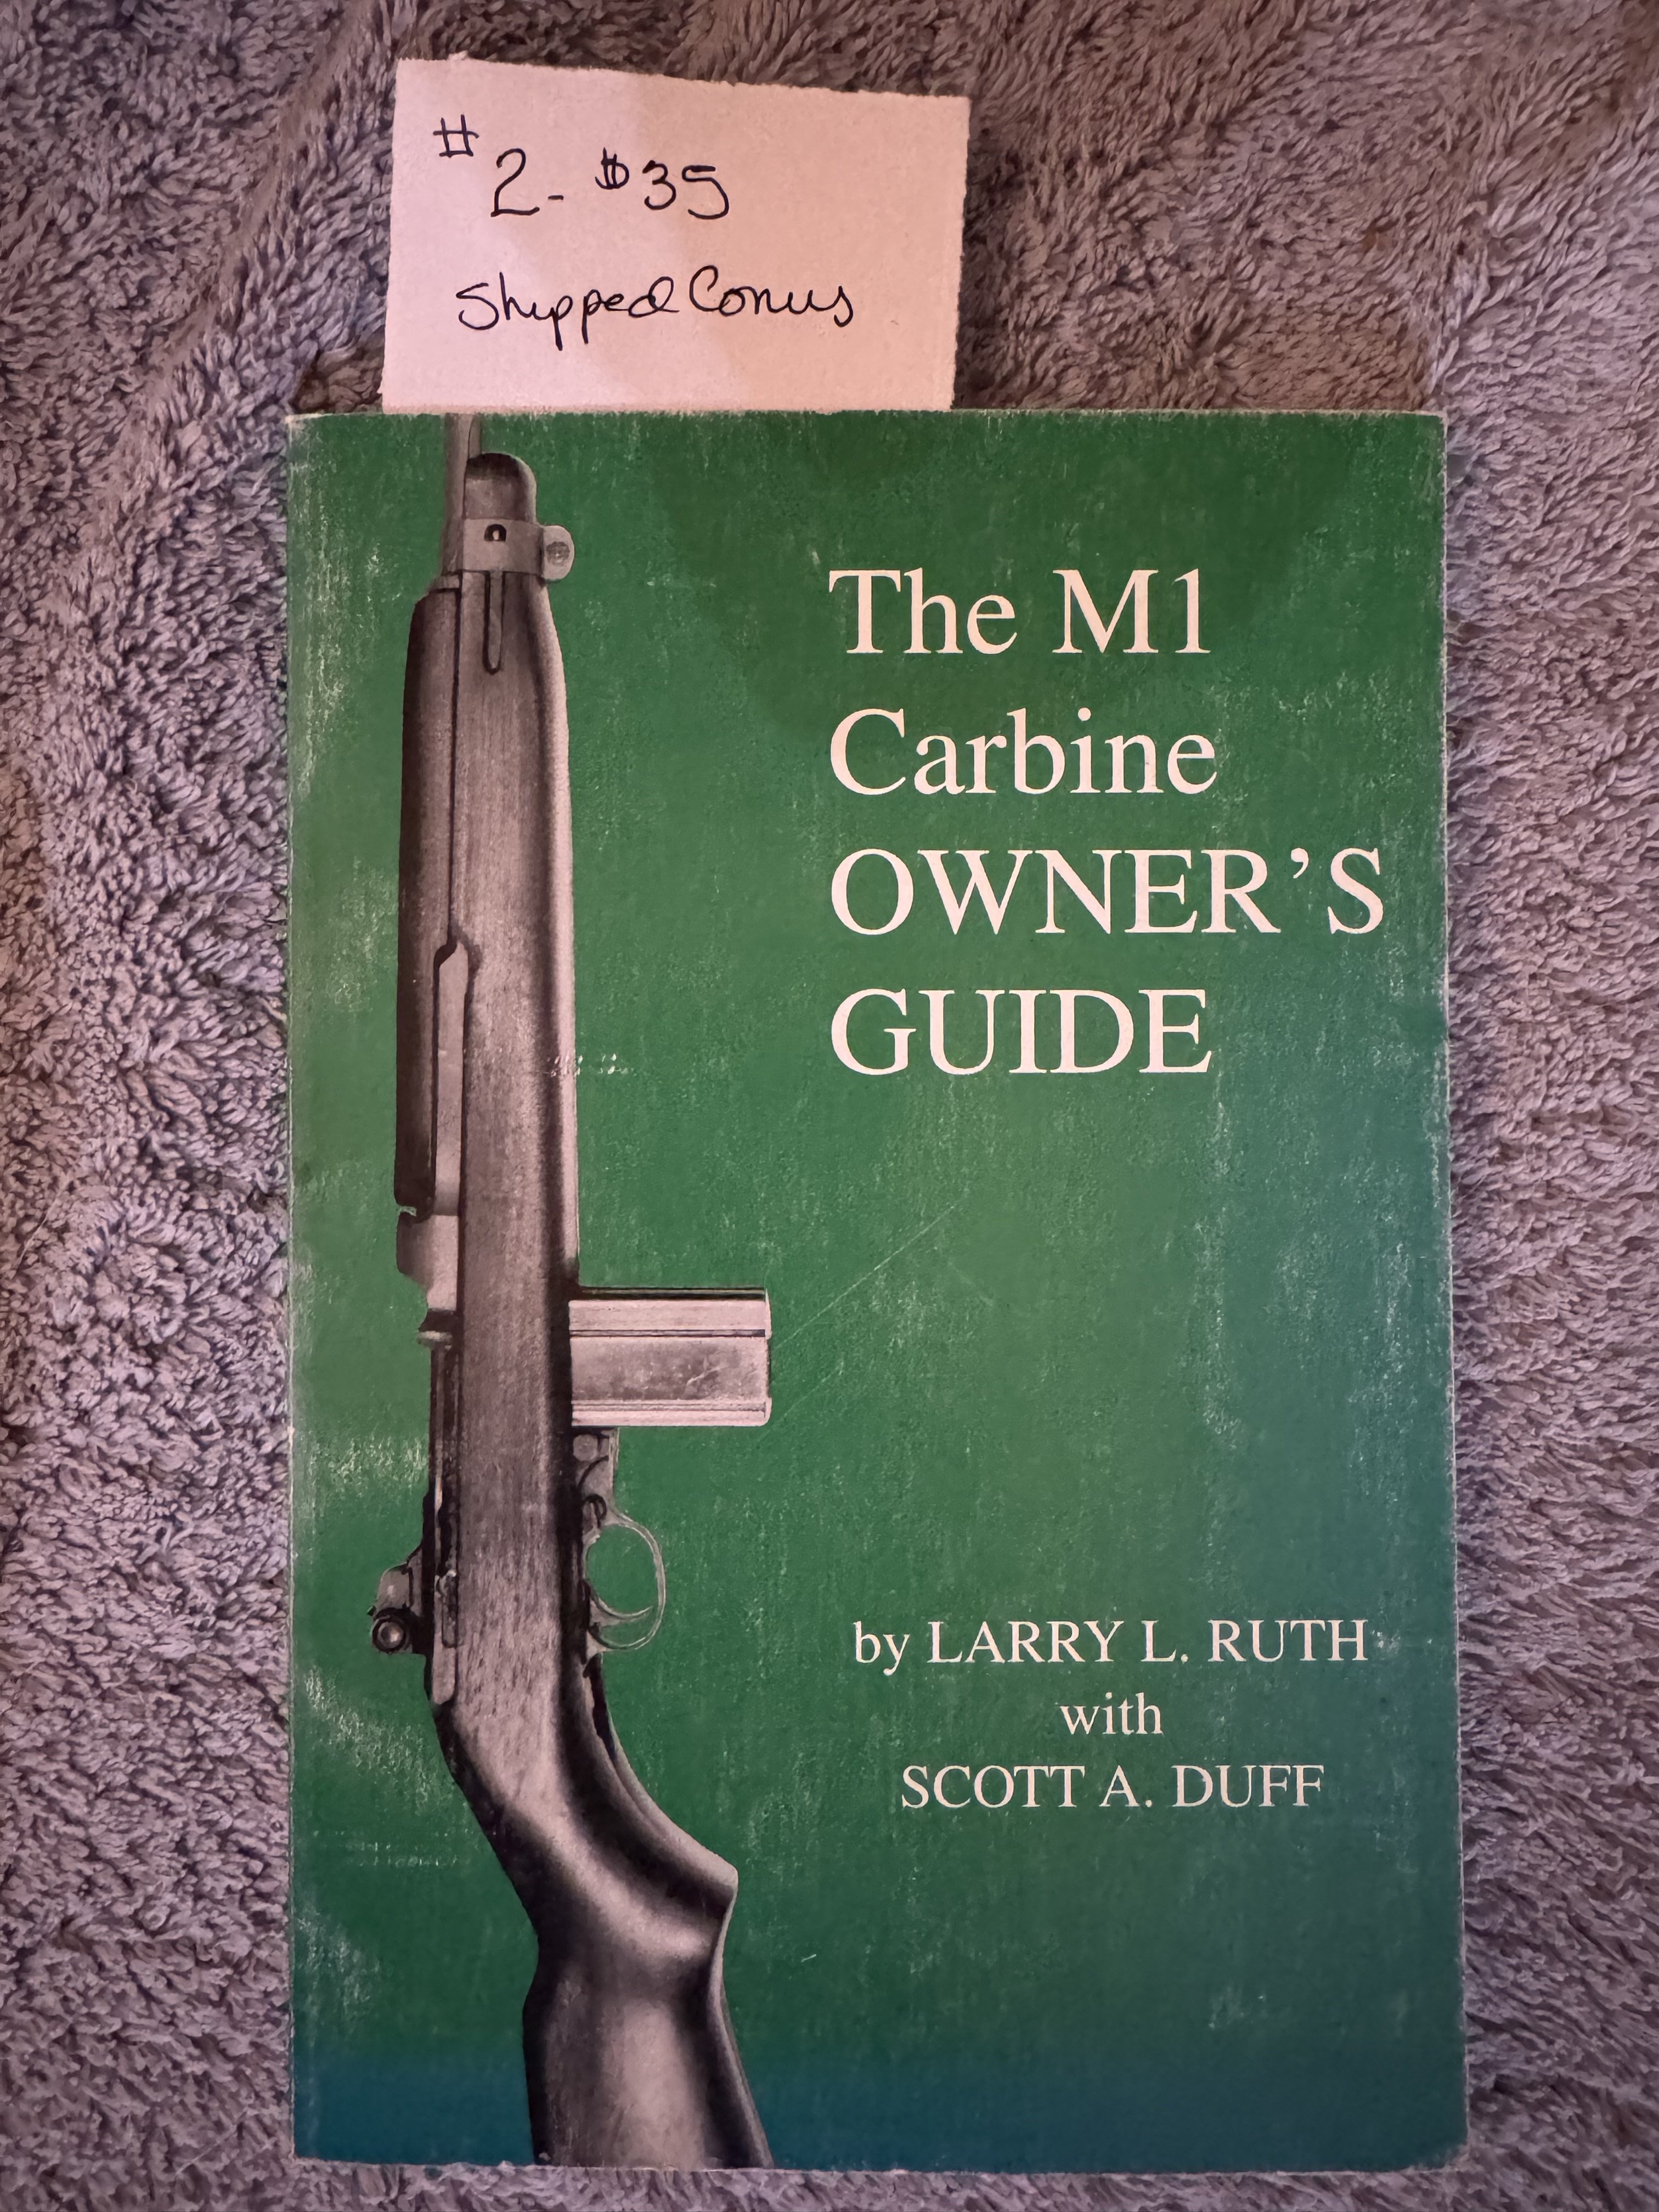 #2- $35
Shipped Conus
The M1
Carbine
OWNER'S
GUIDE
by LARRY L. RUTH
with
SCOTT A. DUFF